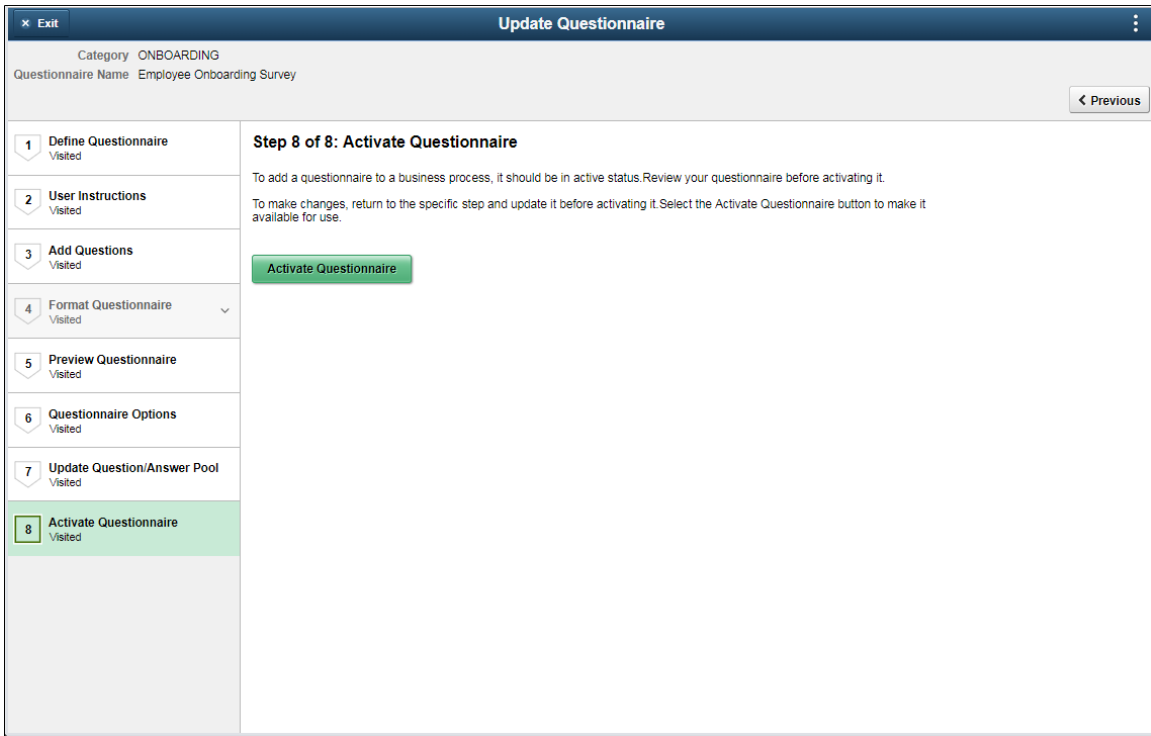 × Exit
Update Questionnaire
Category ONBOARDING
Questionnaire Name Employee Onboarding Survey
Previous
1 Define Questionnaire
Visited
2 User Instructions
Visited
3 Add Questions
Visited
4 Format Questionnaire
Visited
5 Preview Questionnaire
Visited
6 Questionnaire Options
Visited
7 Update Question/Answer Pool
Visited
8 Activate Questionnaire
Visited
Step 8 of 8: Activate Questionnaire
To add a questionnaire to a business process, it should be in active status.Review your questionnaire before activating it.
To make changes, return to the specific step and update it before activating it.Select the Activate Questionnaire button to make it
available for use.
Activate Questionnaire